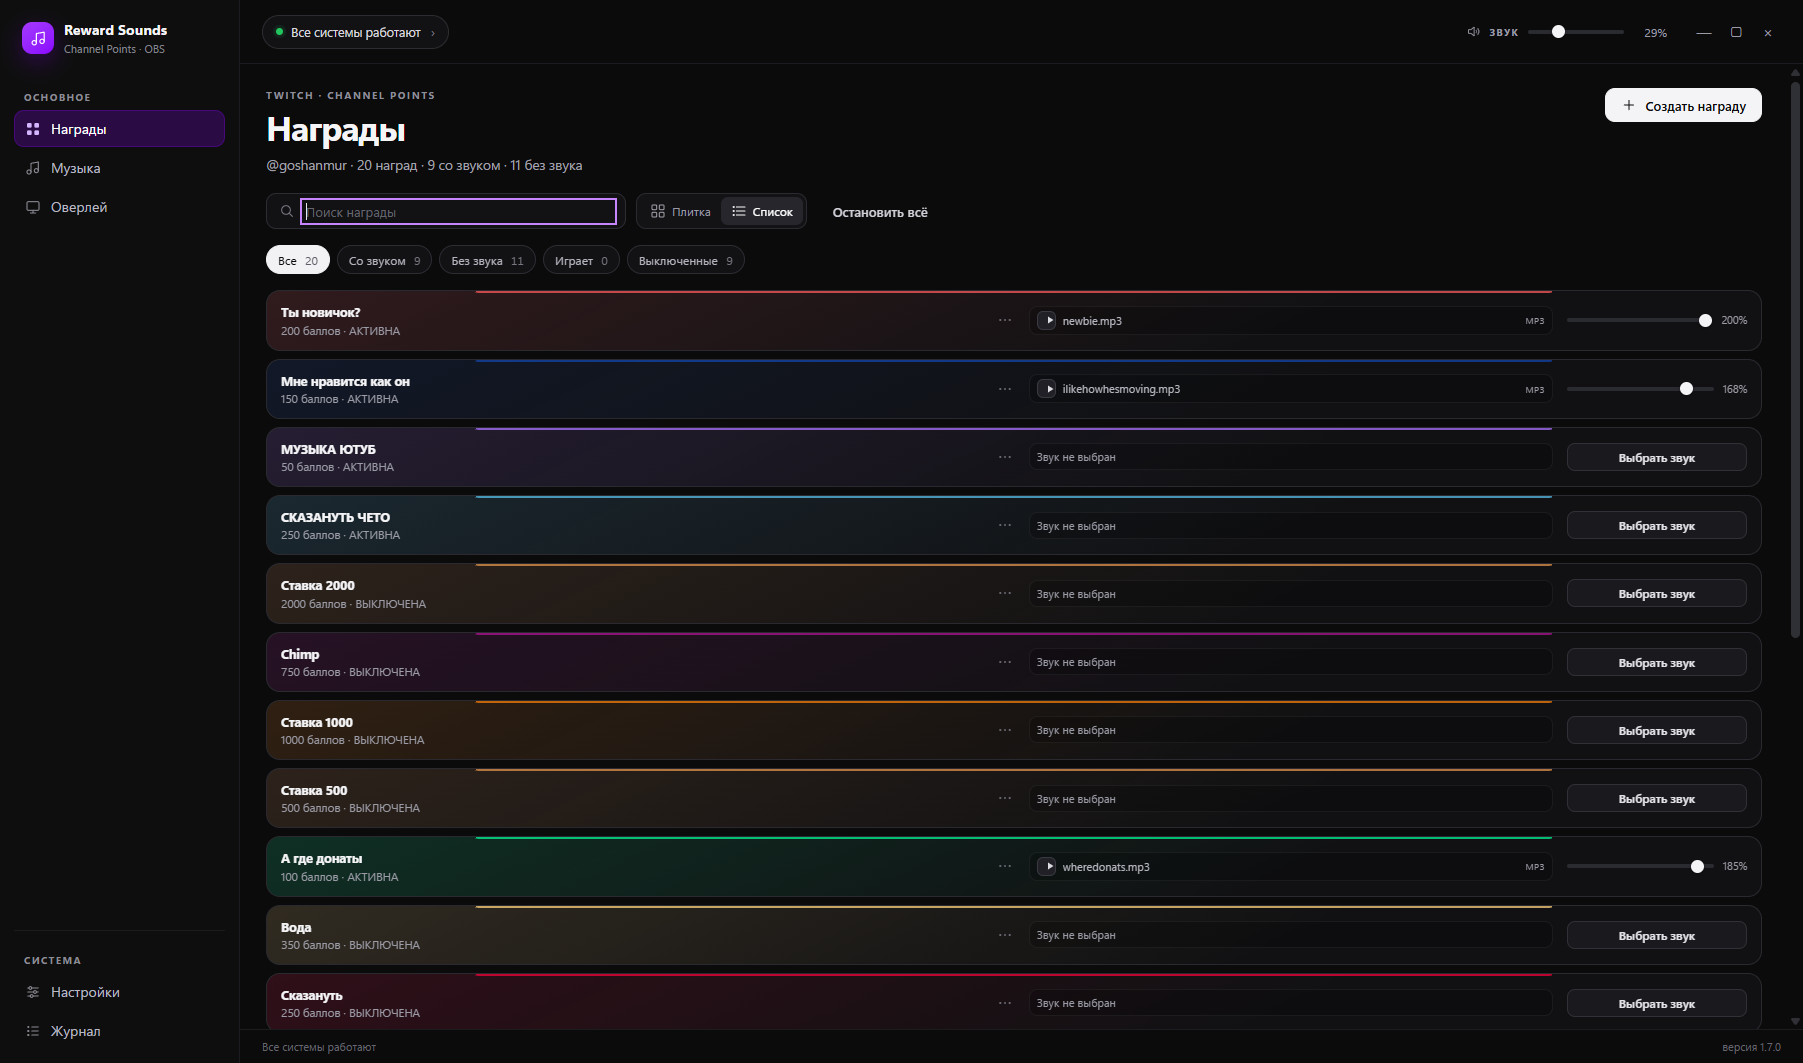 Reward Sounds
Channel Points · OBS
ОСНОВНОЕ
Награды
Музыка
Оверлей
СИСТЕМА
Настройки
Журнал
Все системы работают ›
ЗВУК 29%
TWITCH · CHANNEL POINTS
Награды
@goshanmur · 20 наград · 9 со звуком · 11 без звука
+ Создать награду
Поиск награды
Плитка
Список
Остановить всё
Все 20
Со звуком 9
Без звука 11
Играет 0
Выключенные 9
Ты новичок?
200 баллов · АКТИВНА
newbie.mp3 MP3 200%
Мне нравится как он
150 баллов · АКТИВНА
ilikehowhesmoving.mp3 MP3 168%
МУЗЫКА ЮТУБ
50 баллов · АКТИВНА
Звук не выбран Выбрать звук
СКАЗАНУТЬ ЧЕТО
250 баллов · АКТИВНА
Звук не выбран Выбрать звук
Ставка 2000
2000 баллов · ВЫКЛЮЧЕНА
Звук не выбран Выбрать звук
Chimp
750 баллов · ВЫКЛЮЧЕНА
Звук не выбран Выбрать звук
Ставка 1000
1000 баллов · ВЫКЛЮЧЕНА
Звук не выбран Выбрать звук
Ставка 500
500 баллов · ВЫКЛЮЧЕНА
Звук не выбран Выбрать звук
А где донаты
100 баллов · АКТИВНА
wheredonats.mp3 MP3 185%
Вода
350 баллов · ВЫКЛЮЧЕНА
Звук не выбран Выбрать звук
Сказануть
250 баллов · ВЫКЛЮЧЕНА
Звук не выбран Выбрать звук
Все системы работают
версия 1.7.0